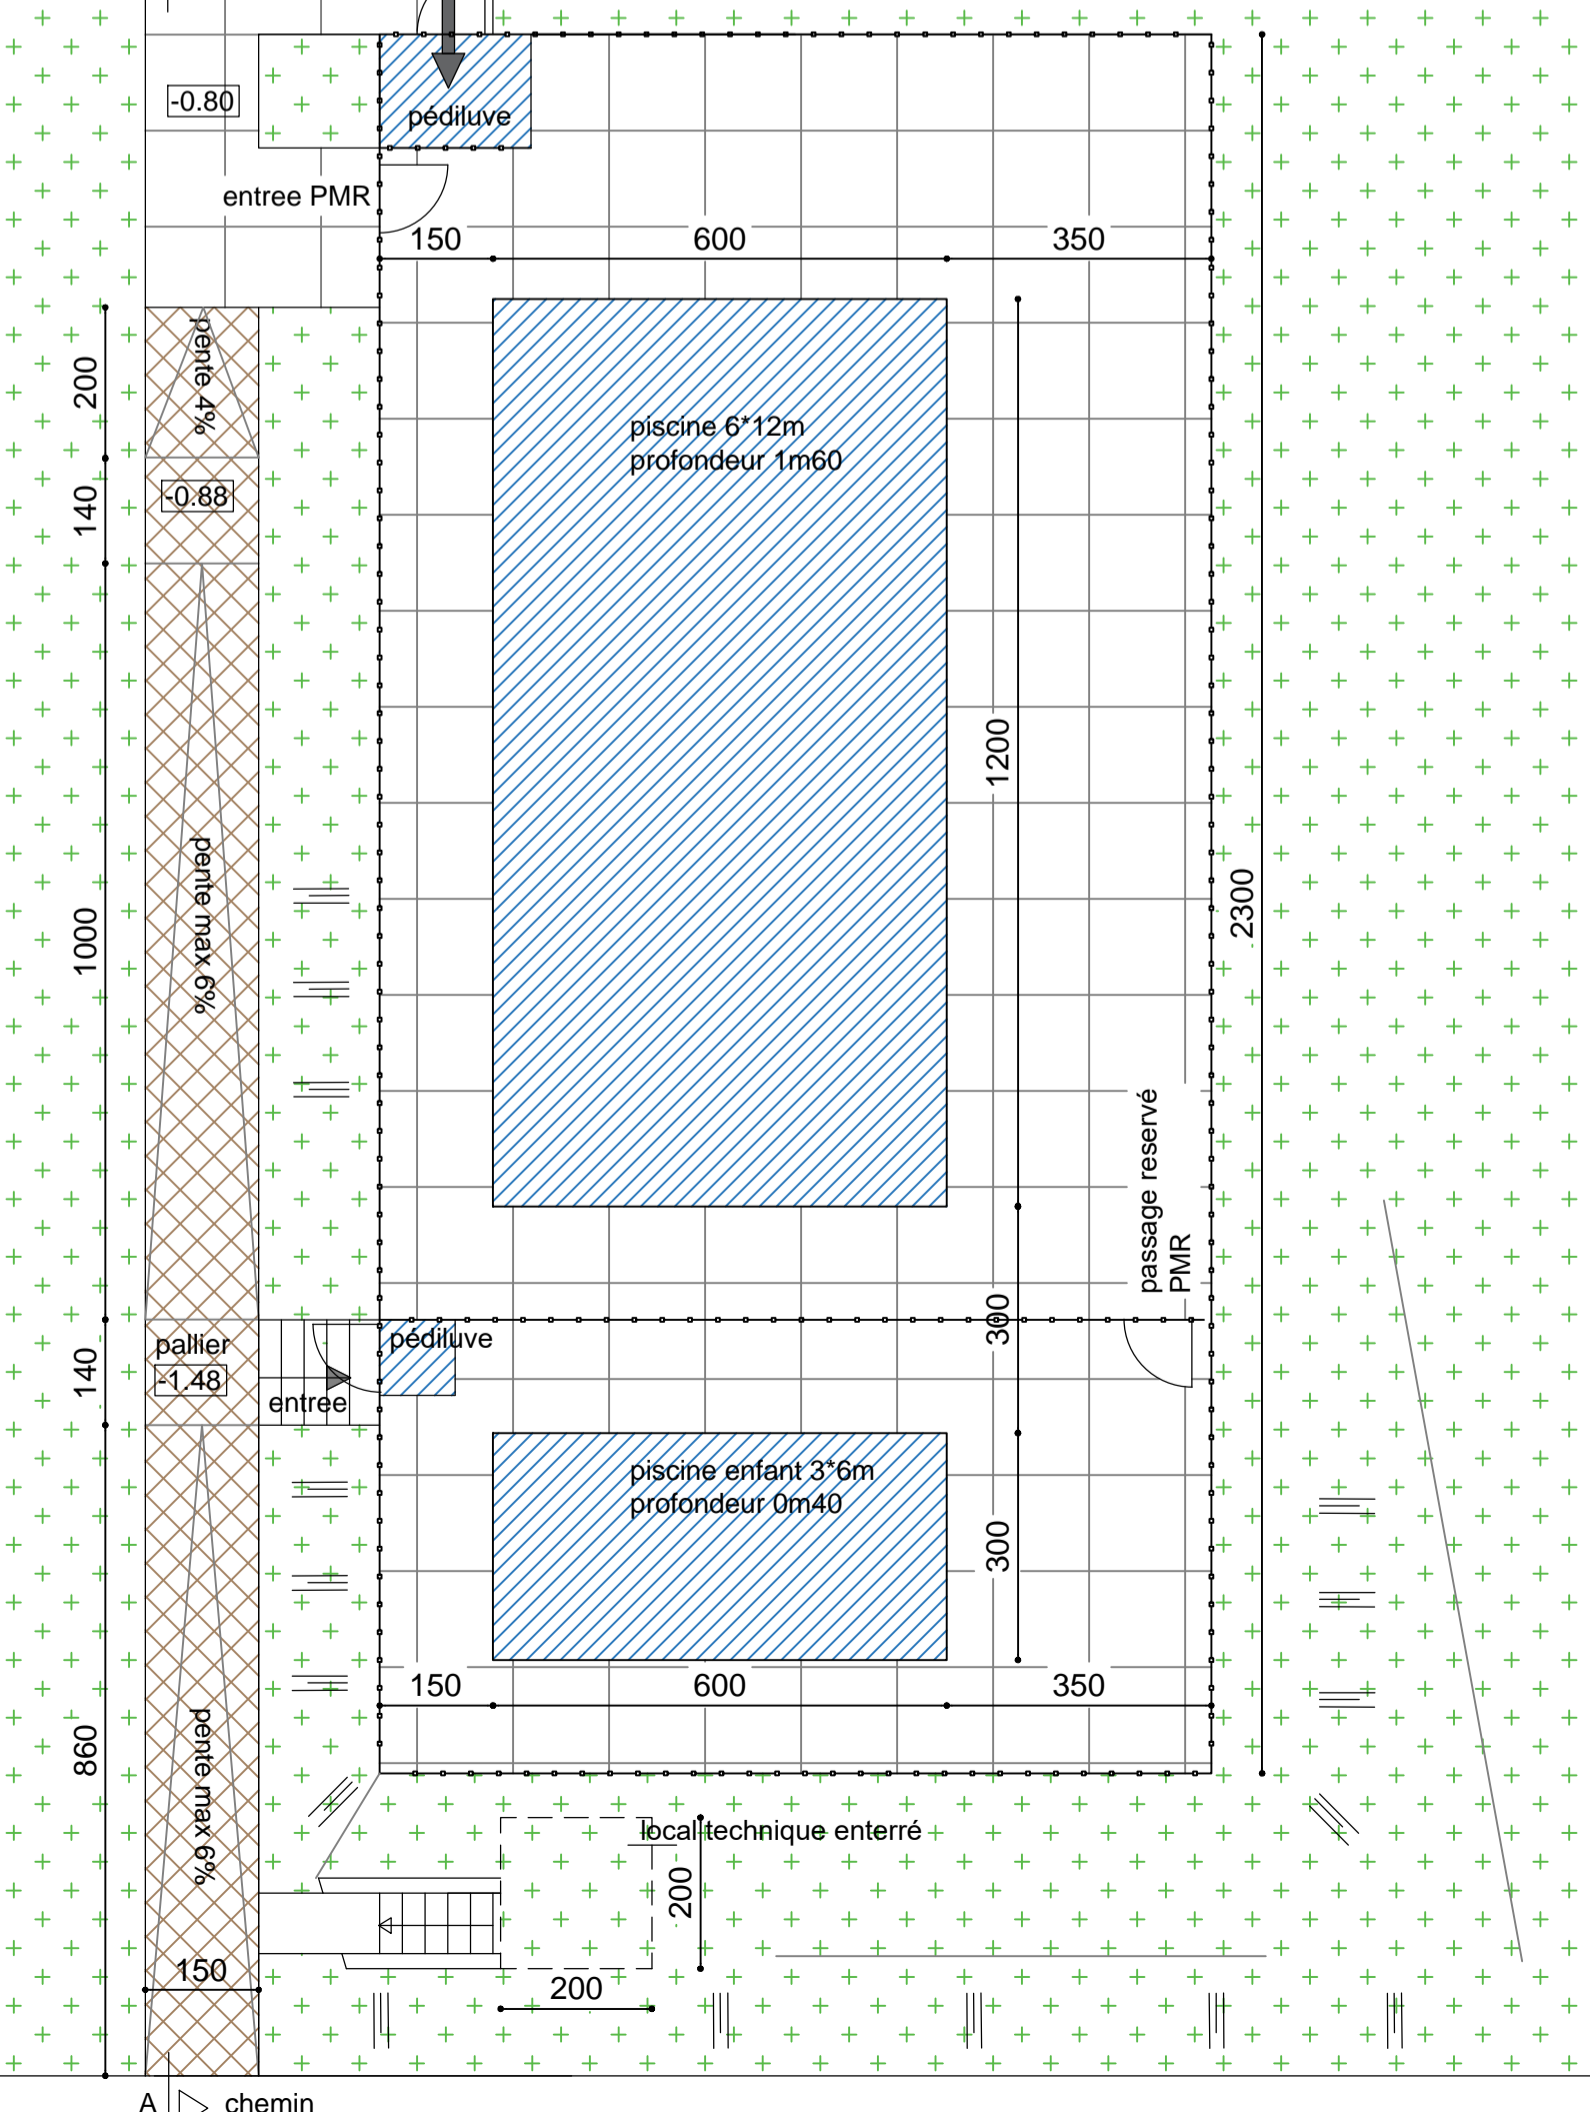 -0.80
pédiluve
entree PMR
150
600
350
pente 4%
200
piscine 6*12m
profondeur 1m60
-0.88
140
1200
2300
pente max 6%
1000
passage reservé
PMR
300
pallier
-1.48
140
entree
pédiluve
piscine enfant 3*6m
profondeur 0m40
300
150
600
350
pente max 6%
860
local technique enterré
200
150
200
A
chemin